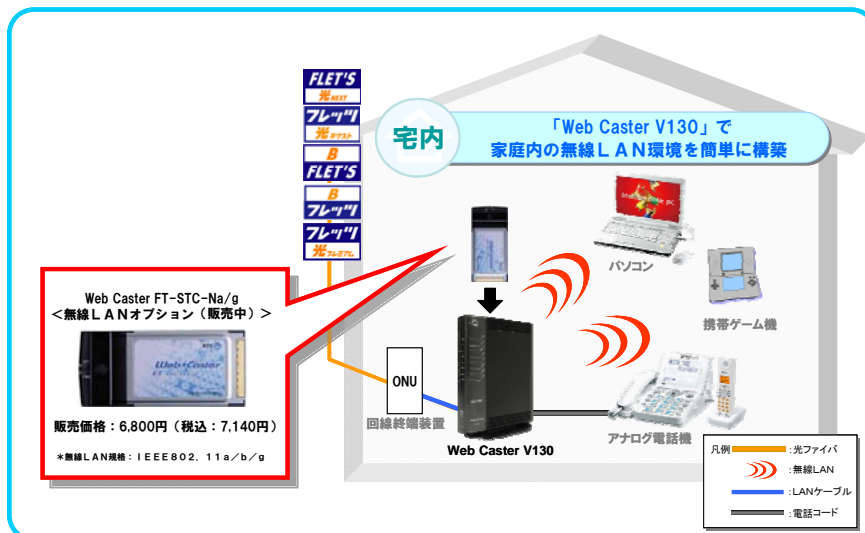 FLET'S
光NEXT
フレッツ
光ネクスト
B
FLET'S
B
フレッツ
フレッツ
光プレミアム
宅内
「Web Caster V130」で
家庭内の無線LAN環境を簡単に構築
パソコン
携帯ゲーム機
Web Caster FT-STC-Na/g
<無線LANオプション(販売中)>
Web Caster
FT
販売価格:6,800円(税込:7,140円)
*無線LAN規格:IEEE802.11a/b/g
ONU
回線終端装置
Web Caster V130
アナログ電話機
凡例
:光ファイバ
:無線LAN
:LANケーブル
:電話コード